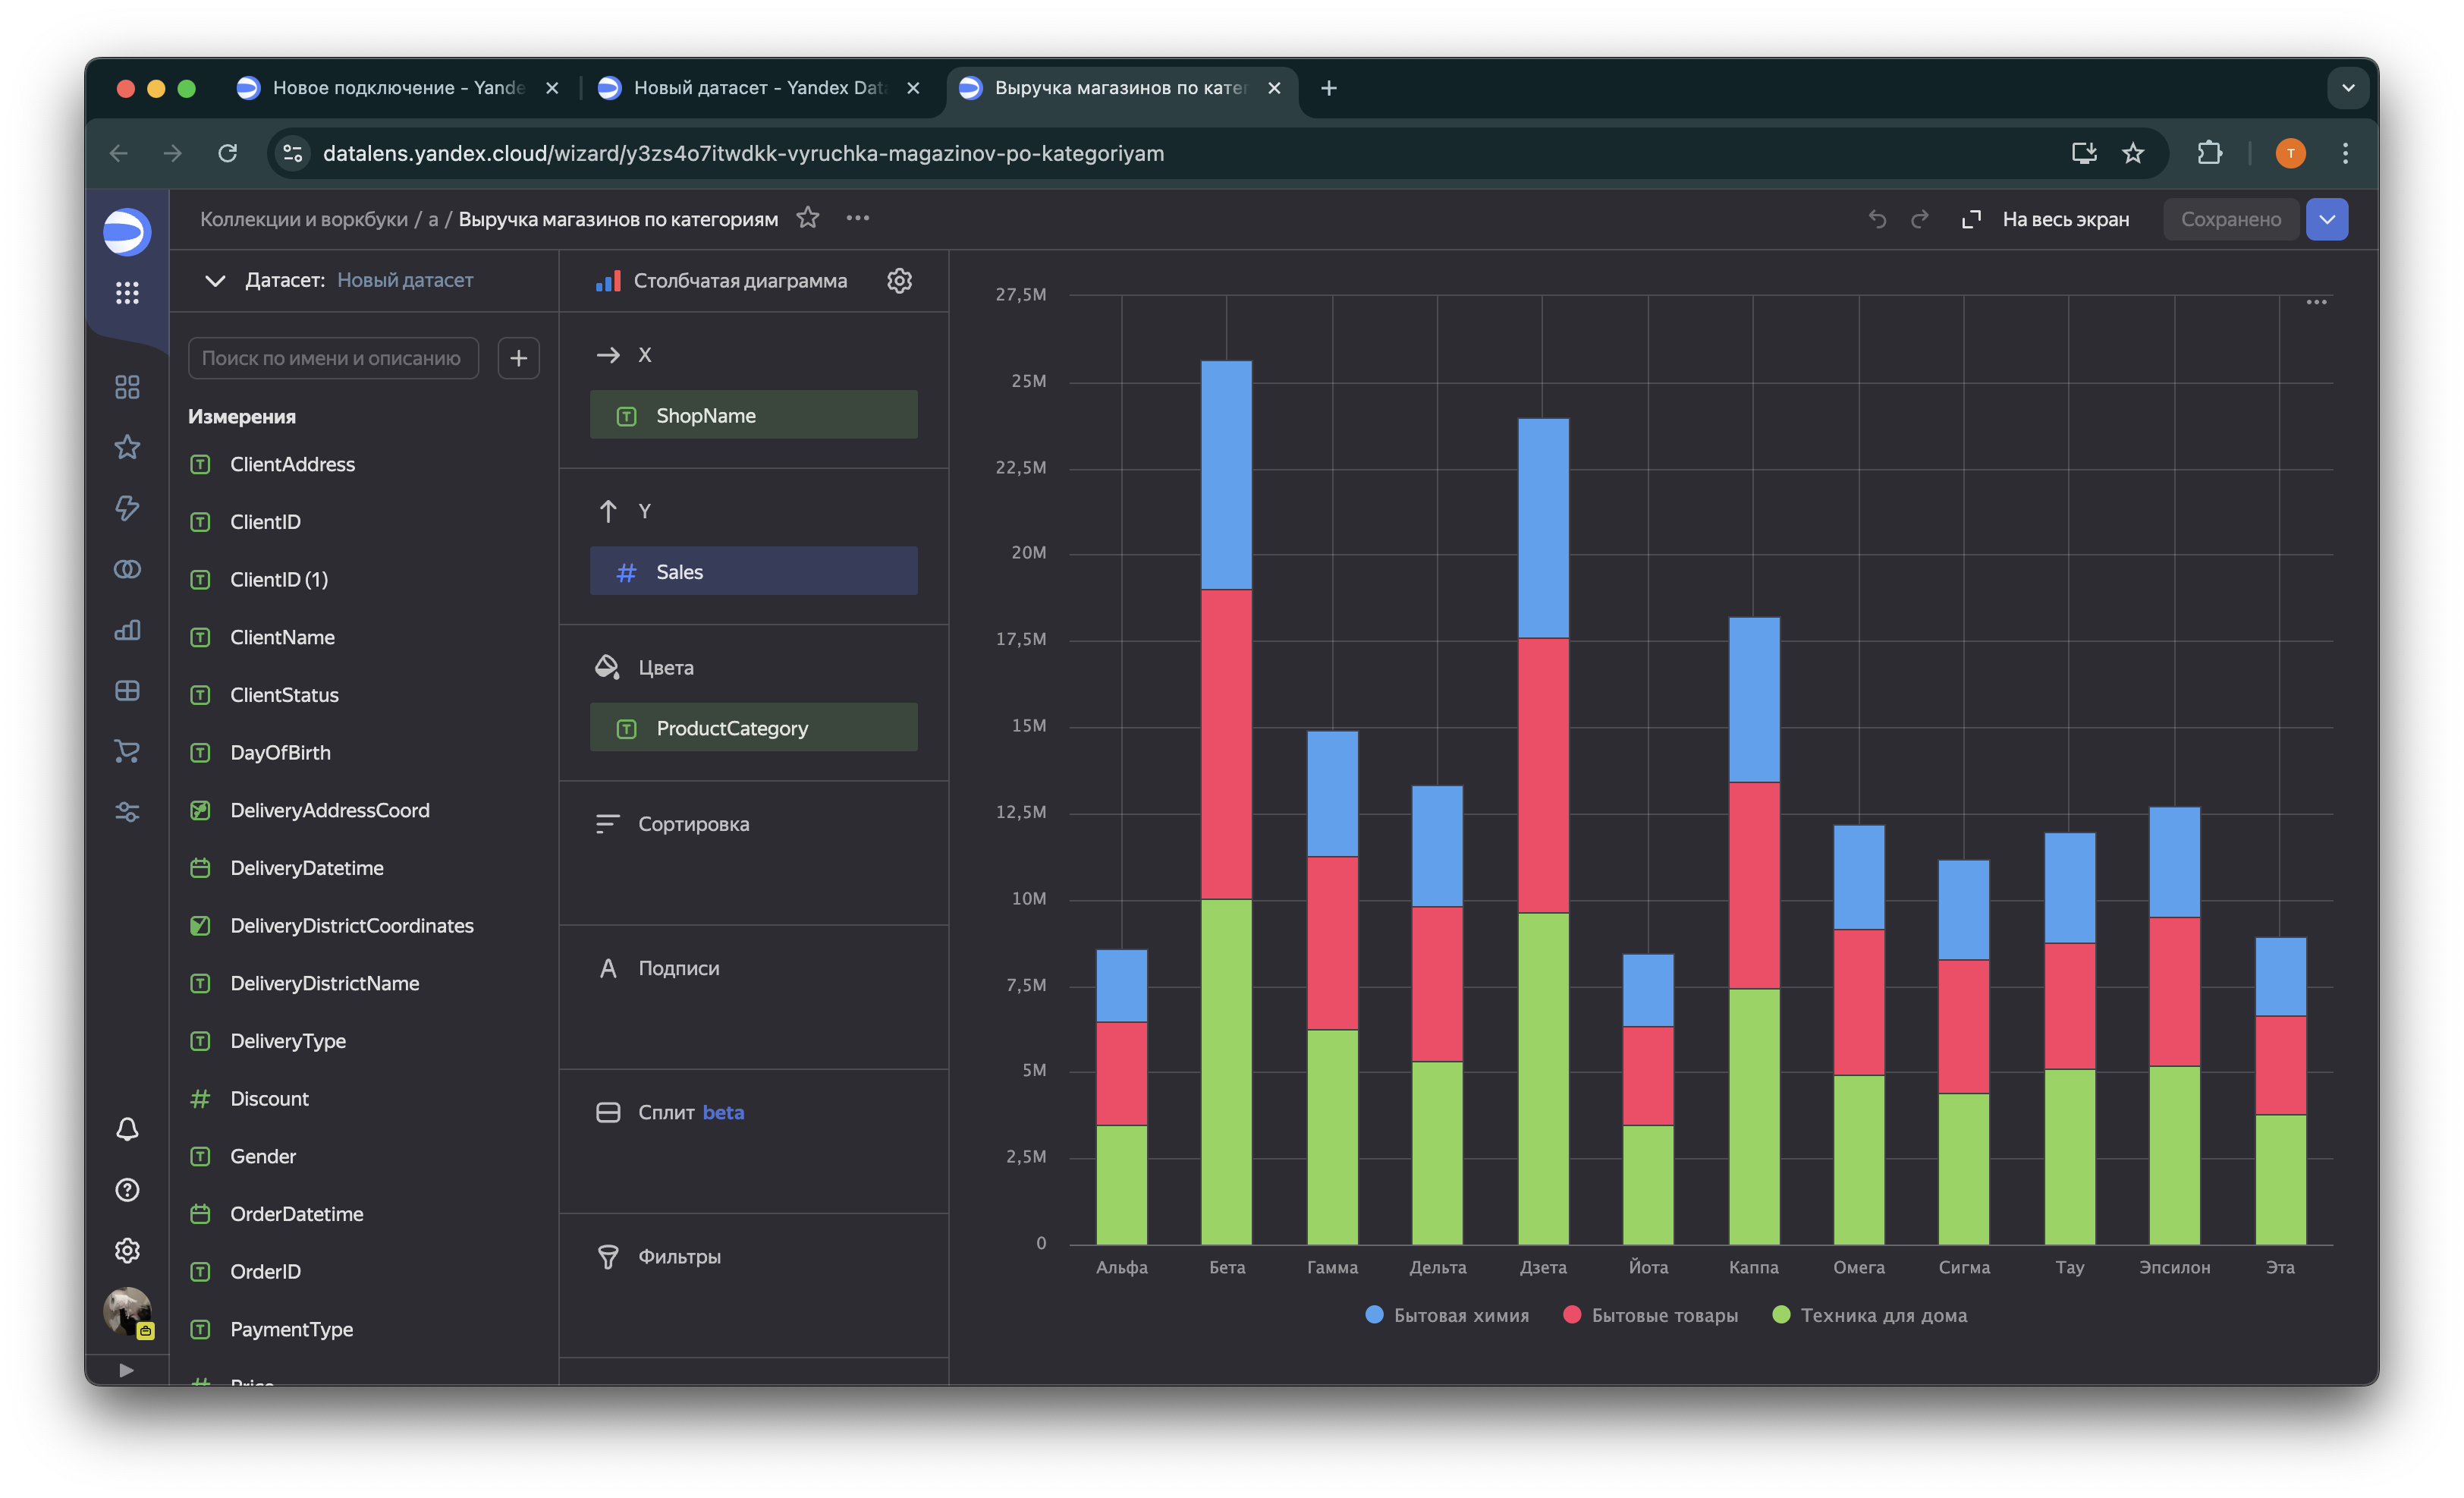 Новое подключение - Yande
Новый датасет - Yandex Data
Выручка магазинов по катег
datalens.yandex.cloud/wizard/y3zs4o7itwdkk-vyruchka-magazinov-po-kategoriyam
T
Коллекции и воркбуки / a / Выручка магазинов по категориям
На весь экран
Сохранено
Датасет: Новый датасет
Поиск по имени и описанию
Измерения
ClientAddress
ClientID
ClientID (1)
ClientName
ClientStatus
DayOfBirth
DeliveryAddressCoord
DeliveryDatetime
DeliveryDistrictCoordinates
DeliveryDistrictName
DeliveryType
Discount
Gender
OrderDatetime
OrderID
PaymentType
Price
Столбчатая диаграмма
X
ShopName
Y
Sales
Цвета
ProductCategory
Сортировка
Подписи
Сплит beta
Фильтры
27,5M
25M
22,5M
20M
17,5M
15M
12,5M
10M
7,5M
5M
2,5M
0
Альфа Бета Гамма Дельта Дзета Йота Каппа Омега Сигма Тау Эпсилон Эта
Бытовая химия Бытовые товары Техника для дома